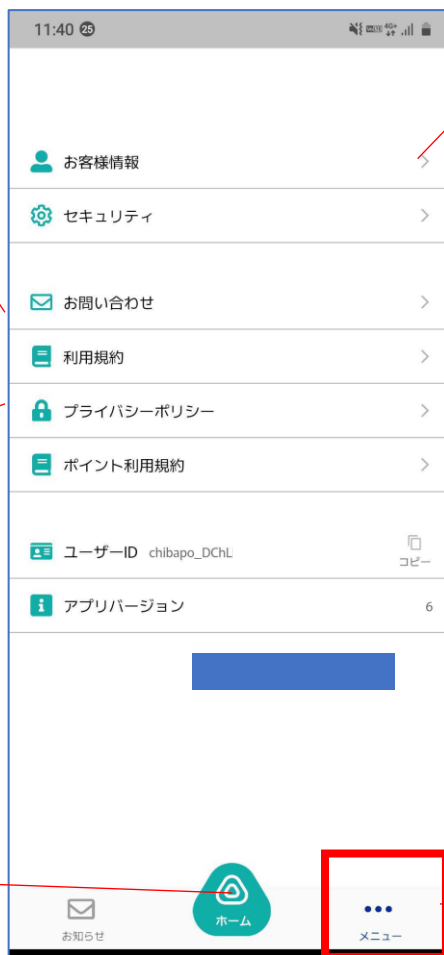 11:40 25
4G+
お客様情報
セキュリティ
お問い合わせ
利用規約
プライバシーポリシー
ポイント利用規約
ユーザーID chibapo_DChL
コピー
アプリバージョン 6
お知らせ
ホーム
メニュー